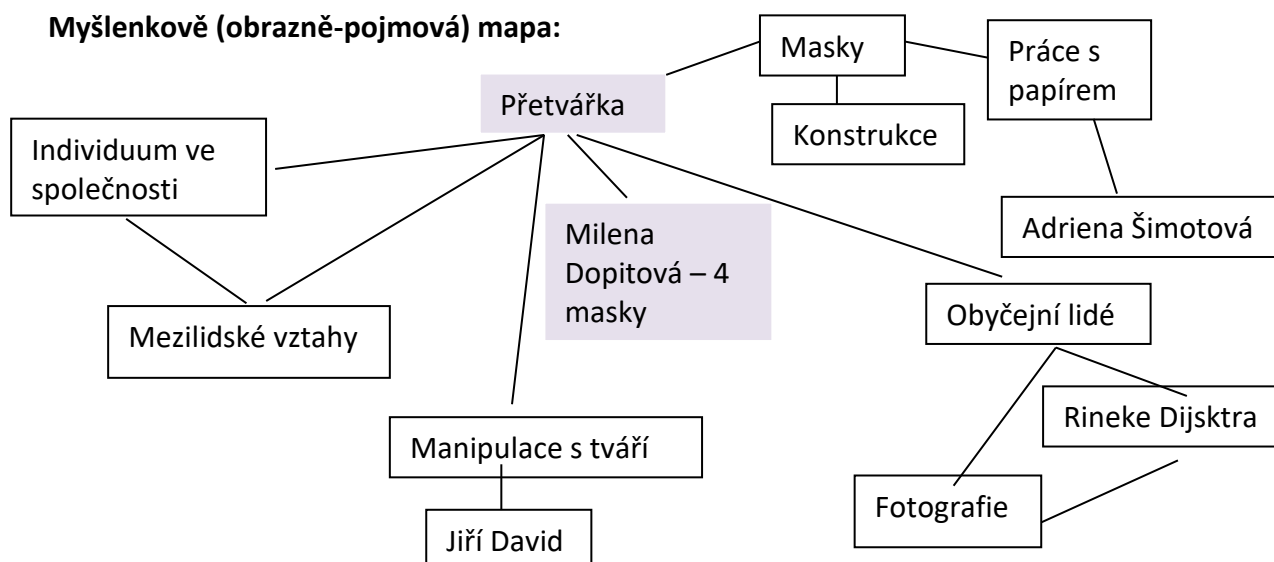 Myšlenkově (obrazně-pojmová) mapa:
Masky
Práce s
papírem
Přetvářka
Konstrukce
Individuum ve
společnosti
Milena
Dopitová – 4
masky
Adriena Šimotová
Mezilidské vztahy
Obyčejní lidé
Rineke Dijsktra
Manipulace s tváří
Fotografie
Jiří David